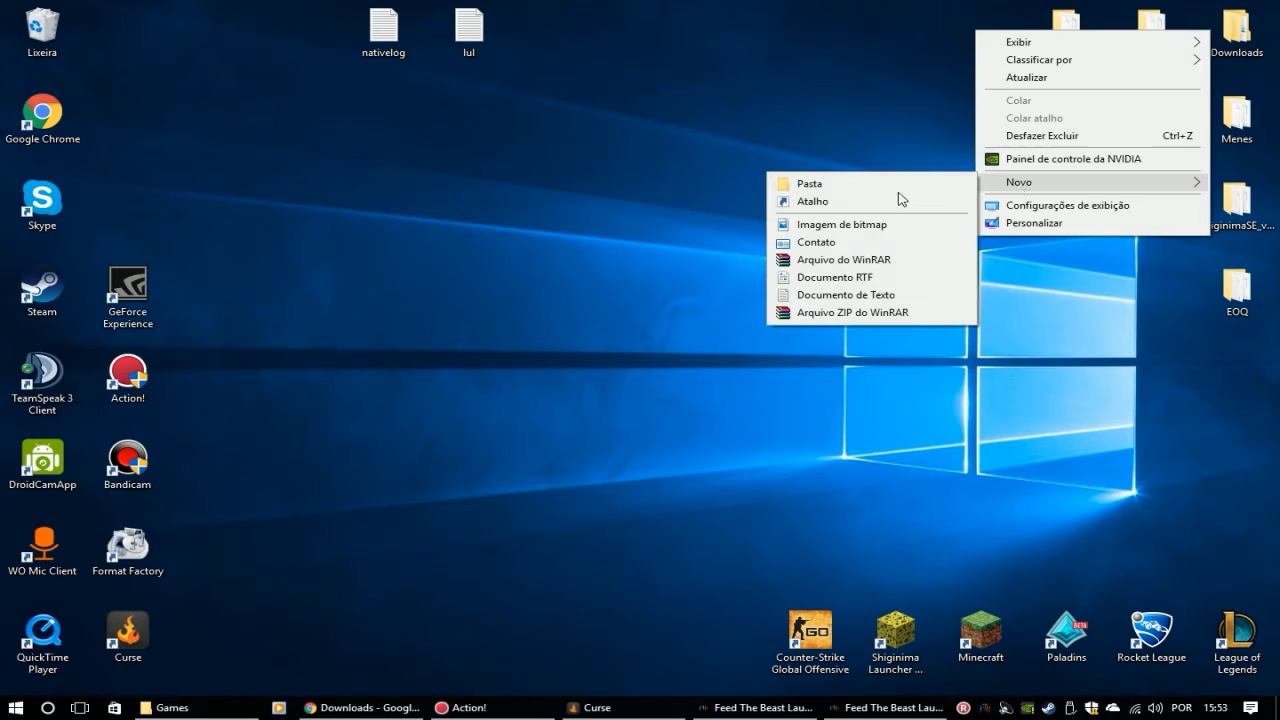 Lixeira
nativelog
lul
Downloads
Google Chrome
Menes
Skype
iginimaSE_v...
Steam
GeForce
Experience
EOQ
TeamSpeak 3
Client
Action!
DroidCamApp
Bandicam
WO Mic Client
Format Factory
QuickTime
Player
Curse
Exibir
Classificar por
Atualizar
Colar
Colar atalho
Desfazer Excluir Ctrl+Z
Painel de controle da NVIDIA
Novo
Configurações de exibição
Personalizar
Pasta
Atalho
Imagem de bitmap
Contato
Arquivo do WinRAR
Documento RTF
Documento de Texto
Arquivo ZIP do WinRAR
GO
BETA
Counter-Strike
Global Offensive
Shiginima
Launcher ...
Minecraft
Paladins
Rocket League
League of
Legends
Games
Downloads - Googl...
Action!
Curse
Feed The Beast Lau...
Feed The Beast Lau...
POR
15:53